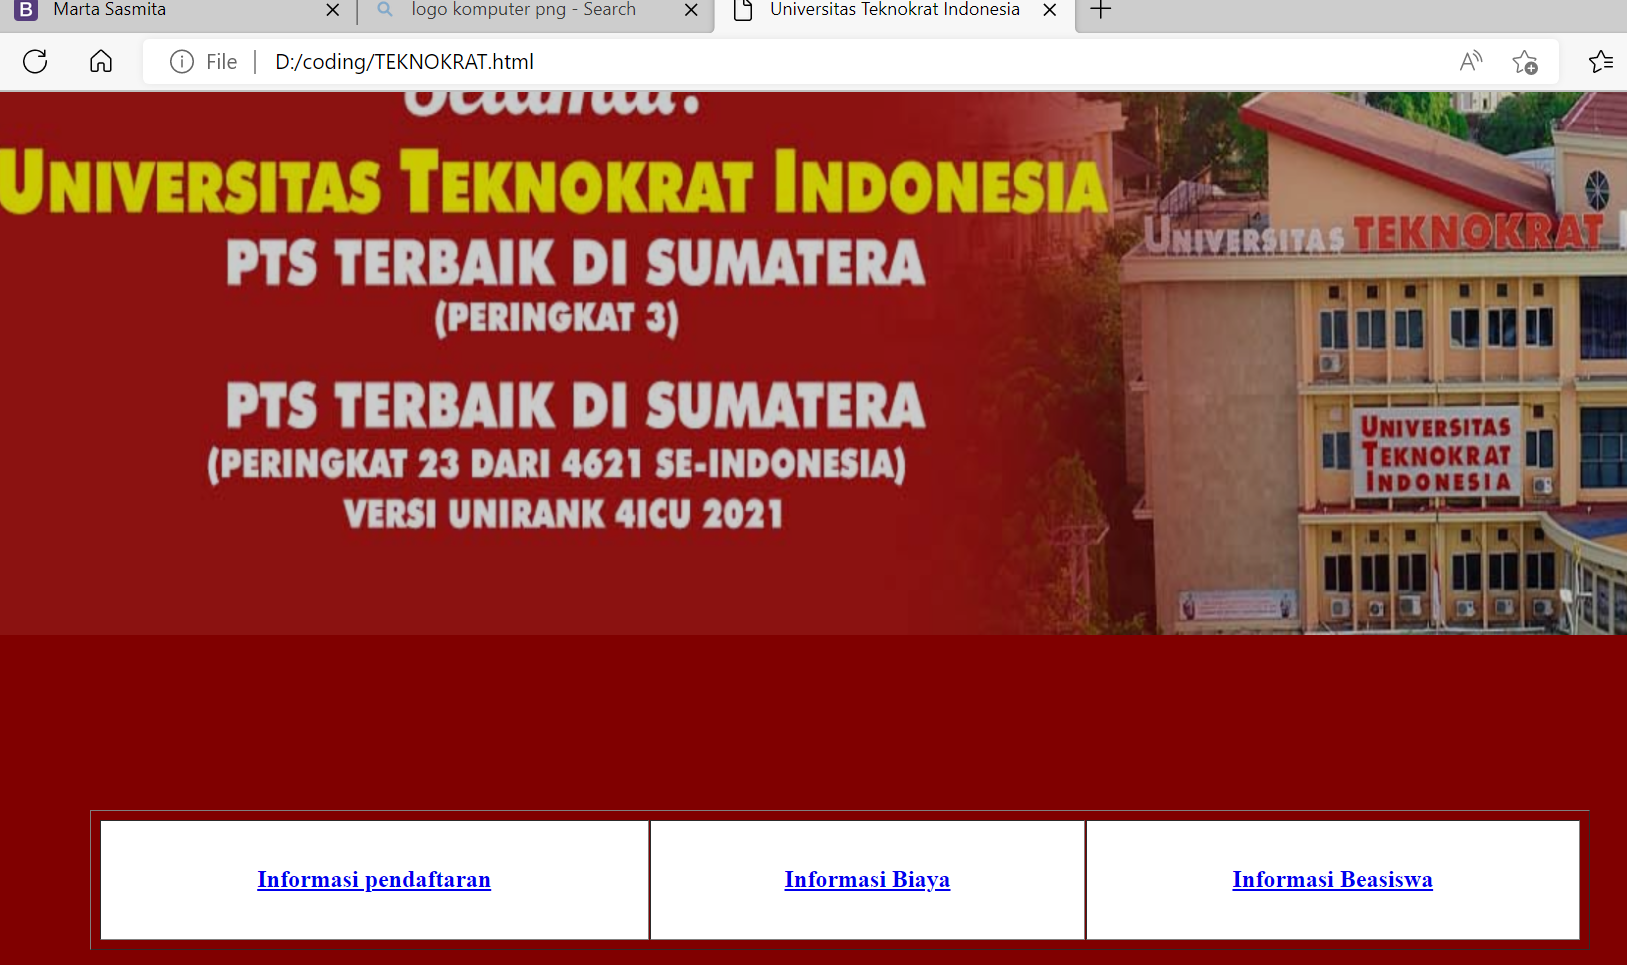 B Marta Sasmita
logo komputer png - Search
Universitas Teknokrat Indonesia
File
D:/coding/TEKNOKRAT.html
UNIVERSITAS TEKNOKRAT INDONESIA
PTS TERBAIK DI SUMATERA
(PERINGKAT 3)
PTS TERBAIK DI SUMATERA
(PERINGKAT 23 DARI 4621 SE-INDONESIA)
VERSI UNIRANK 4ICU 2021
UNIVERSITAS TEKNOKRAT
UNIVERSITAS
TEKNOKRAT
INDONESIA
Informasi pendaftaran
Informasi Biaya
Informasi Beasiswa